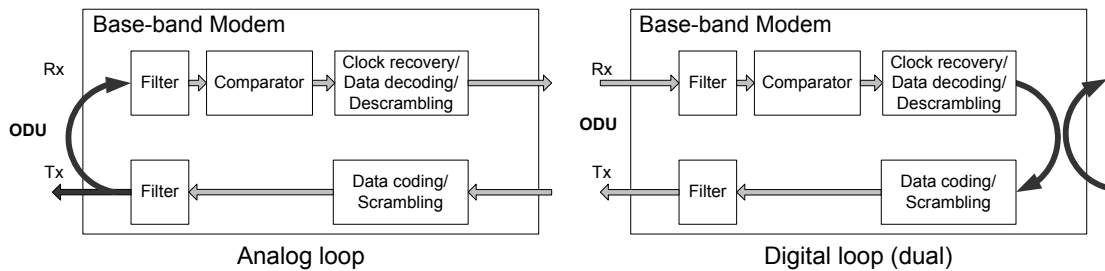 Base-band Modem
Rx
Filter
Comparator
Clock recovery/
Data decoding/
Descrambling
ODU
Tx
Filter
Data coding/
Scrambling
Analog loop
Base-band Modem
Rx
Filter
Comparator
Clock recovery/
Data decoding/
Descrambling
ODU
Tx
Filter
Data coding/
Scrambling
Digital loop (dual)